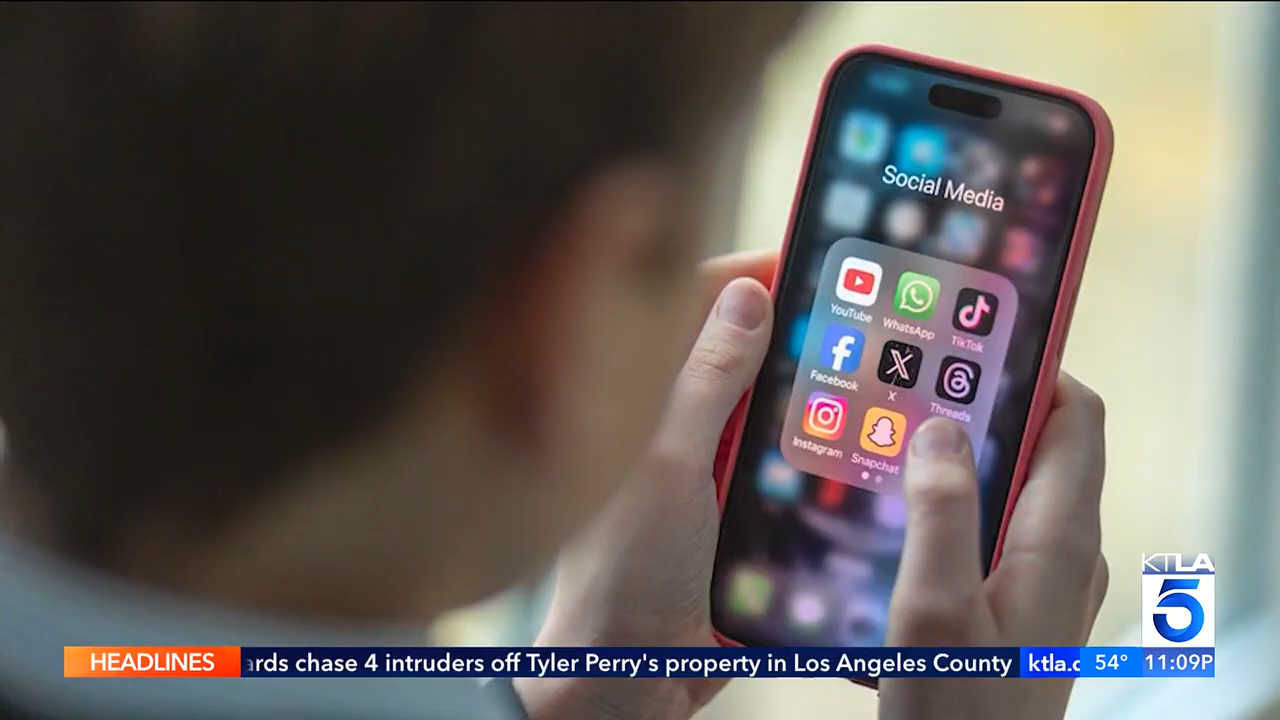 Social Media
YouTube
WhatsApp
TikTok
Facebook
X
Threads
Instagram
Snapchat
KTLA
5
HEADLINES
ards chase 4 intruders off Tyler Perry's property in Los Angeles County
ktla.c
54°
11:09P